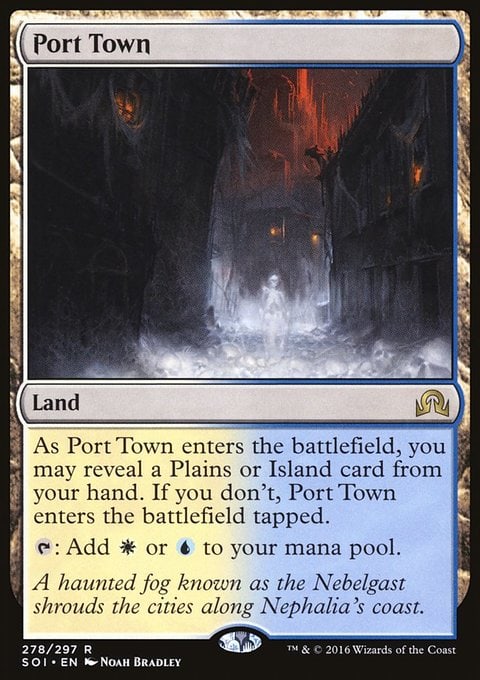 Port Town
Land
As Port Town enters the battlefield, you
may reveal a Plains or Island card from
your hand. If you don't, Port Town
enters the battlefield tapped.
: Add or to your mana pool.
A haunted fog known as the Nebelgast
shrouds the cities along Nephalia's coast.
278/297 R
SOI • EN Noah Bradley
™ & © 2016 Wizards of the Coast